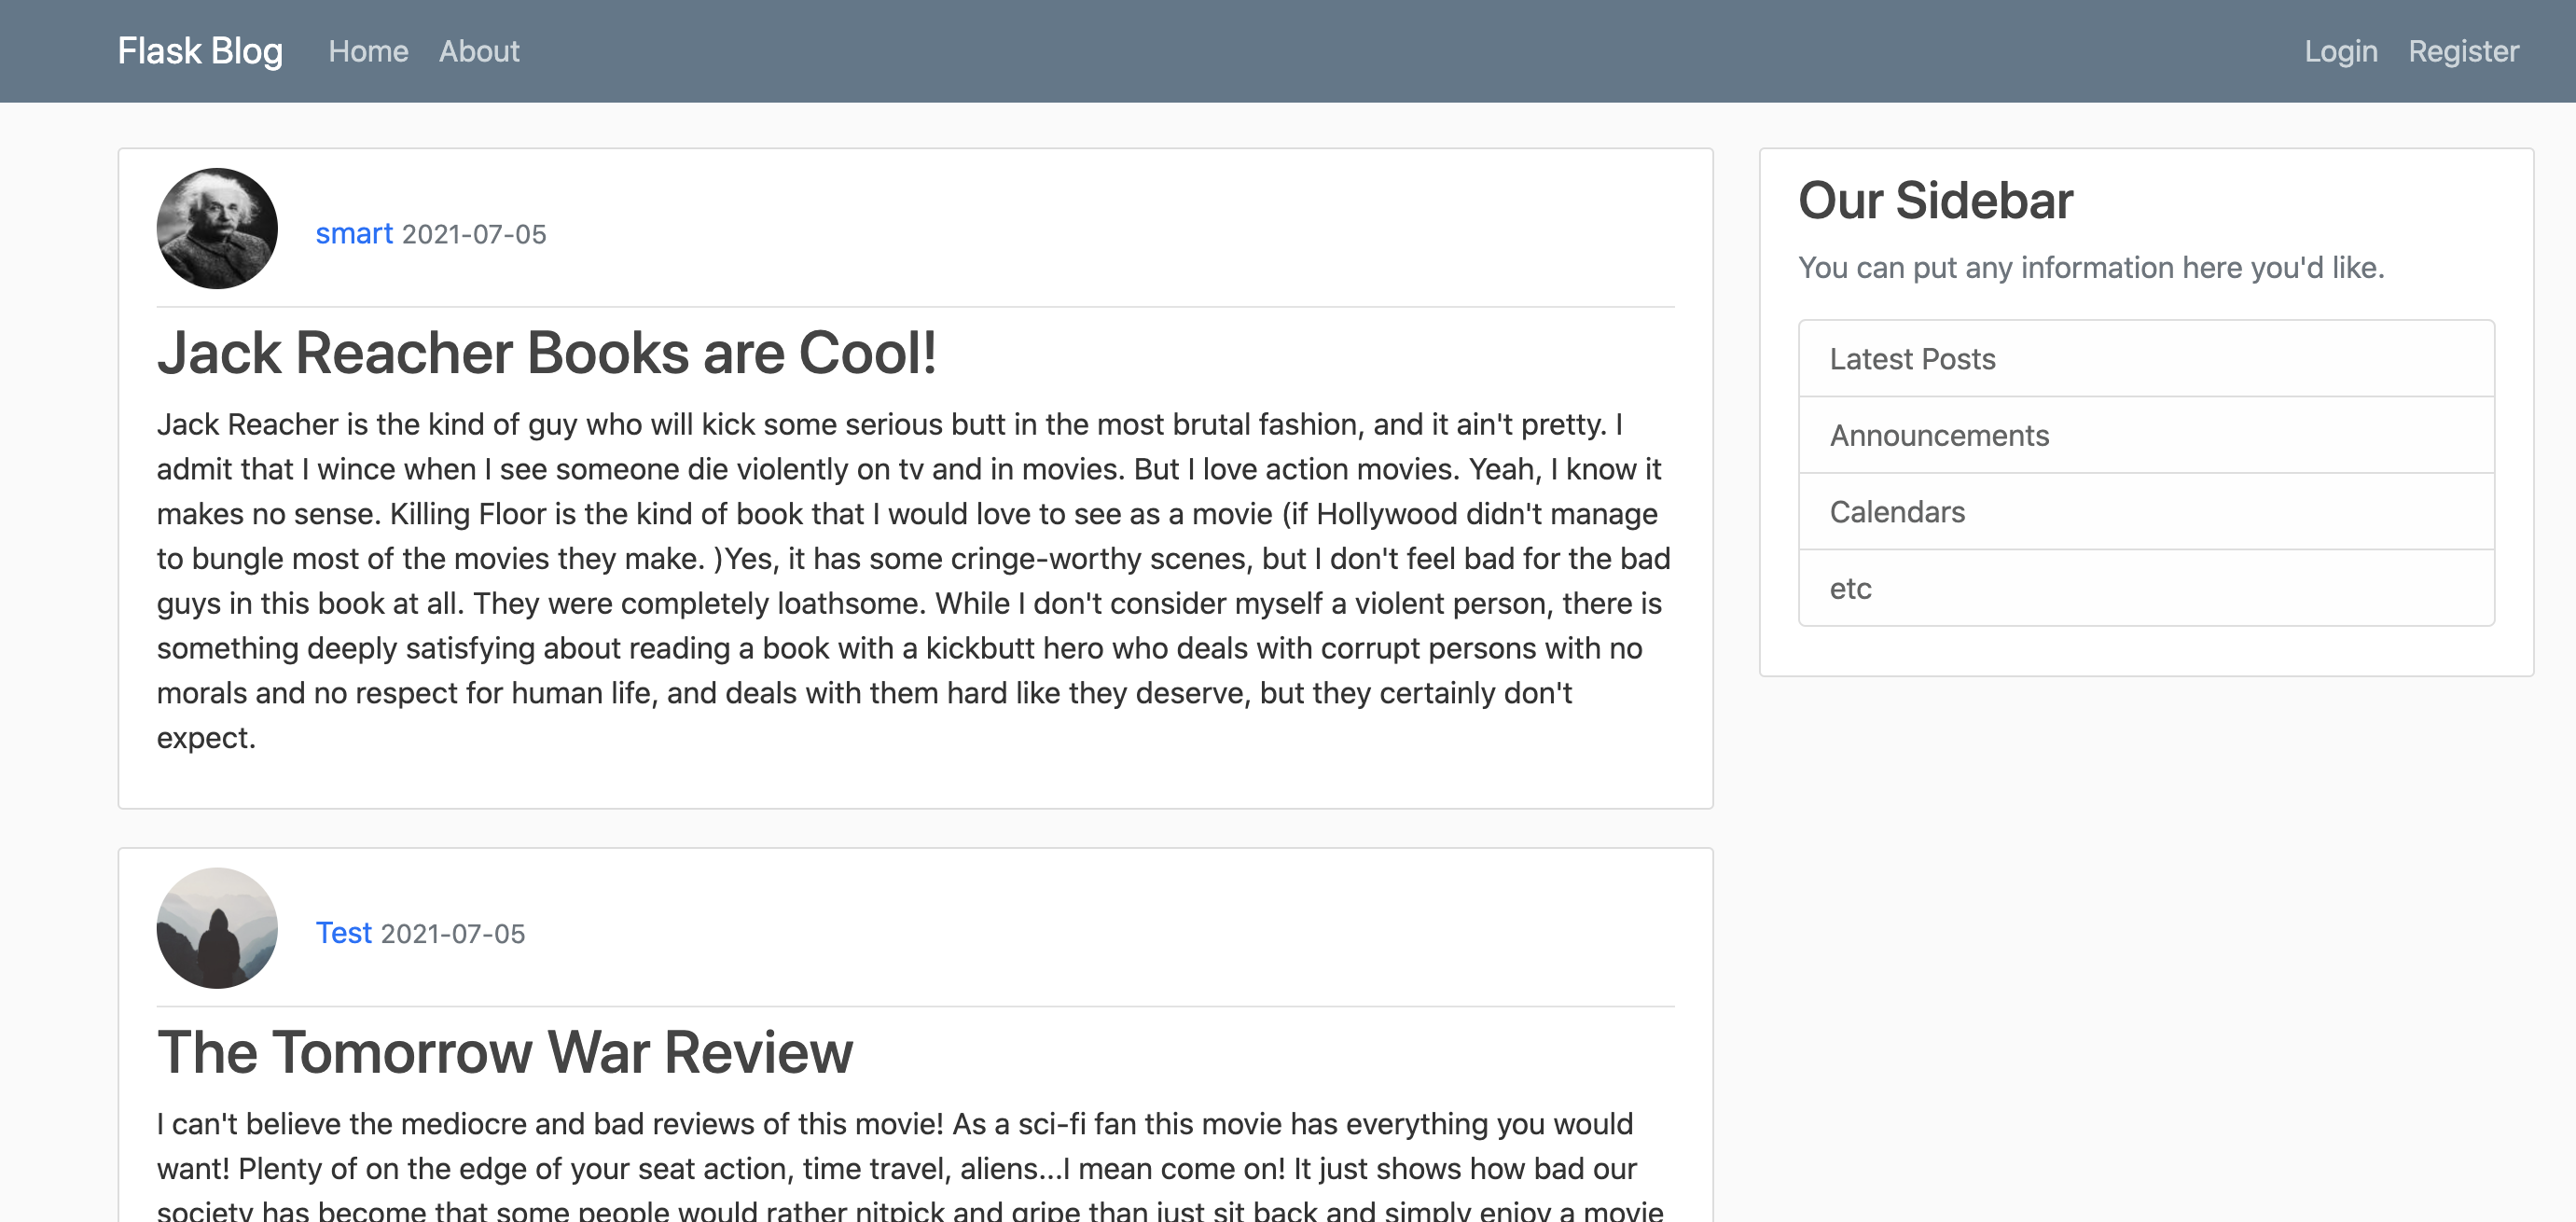 Flask Blog Home About Login Register
smart 2021-07-05
Jack Reacher Books are Cool!
Jack Reacher is the kind of guy who will kick some serious butt in the most brutal fashion, and it ain't pretty. I
admit that I wince when I see someone die violently on tv and in movies. But I love action movies. Yeah, I know it
makes no sense. Killing Floor is the kind of book that I would love to see as a movie (if Hollywood didn't manage
to bungle most of the movies they make. )Yes, it has some cringe-worthy scenes, but I don't feel bad for the bad
guys in this book at all. They were completely loathsome. While I don't consider myself a violent person, there is
something deeply satisfying about reading a book with a kickbutt hero who deals with corrupt persons with no
morals and no respect for human life, and deals with them hard like they deserve, but they certainly don't
expect.
Test 2021-07-05
The Tomorrow War Review
I can't believe the mediocre and bad reviews of this movie! As a sci-fi fan this movie has everything you would
want! Plenty of on the edge of your seat action, time travel, aliens...I mean come on! It just shows how bad our
society has become that some people would rather nitpick and gripe than just sit back and simply enjoy a movie
Our Sidebar
You can put any information here you'd like.
Latest Posts
Announcements
Calendars
etc